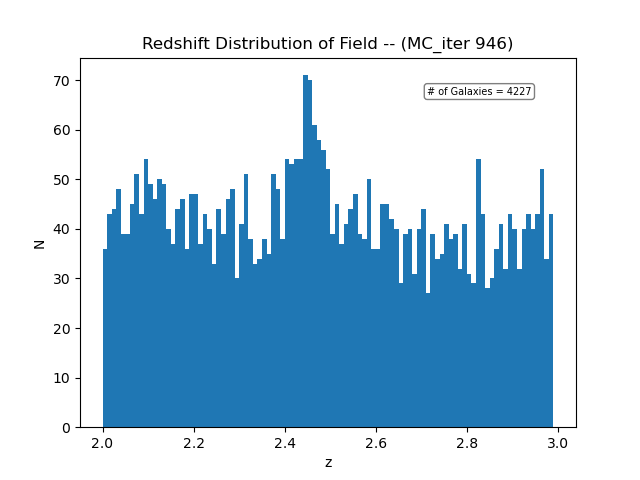 Redshift Distribution of Field -- (MC_iter 946)
# of Galaxies = 4227
70
60
50
40
30
20
10
0
N
2.0 2.2 2.4 2.6 2.8 3.0
z